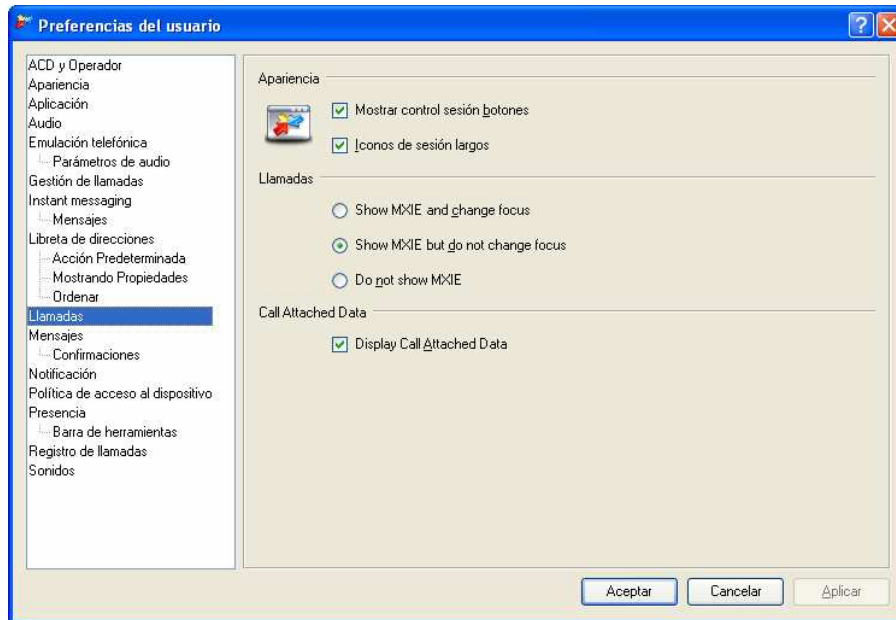 Preferencias del usuario
ACD y Operador
Apariencia
Aplicación
Audio
Emulación telefónica
Parámetros de audio
Gestión de llamadas
Instant messaging
Mensajes
Libreta de direcciones
Acción Predeterminada
Mostrando Propiedades
Ordenar
Llamadas
Mensajes
Confirmaciones
Notificación
Política de acceso al dispositivo
Presencia
Barra de herramientas
Registro de llamadas
Sonidos
Apariencia
Mostrar control sesión botones
Iconos de sesión largos
Llamadas
Show MXIE and change focus
Show MXIE but do not change focus
Do not show MXIE
Call Attached Data
Display Call Attached Data
Aceptar
Cancelar
Aplicar